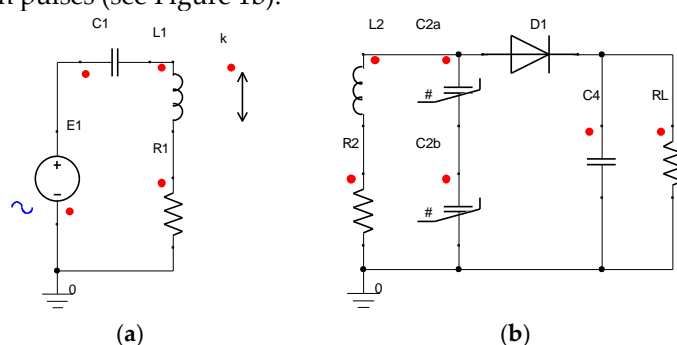 n pulses (see Figure 1b).
C1 L1 k
E1
R1
+
−
0
(a)
L2 C2a D1
#
C4 RL
R2 C2b
#
0
(b)